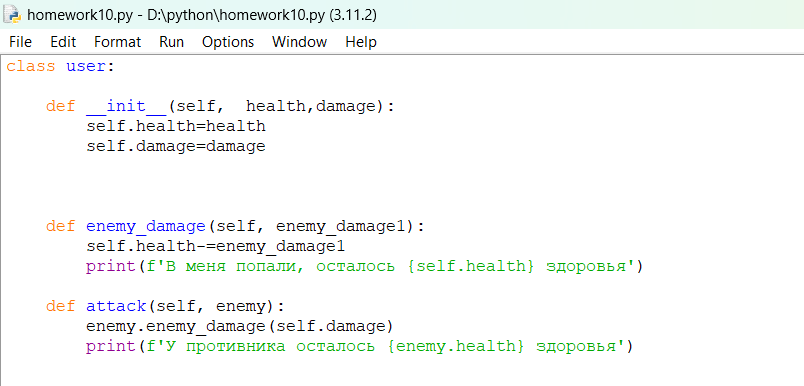 homework10.py - D:\python\homework10.py (3.11.2)
File Edit Format Run Options Window Help
class user:
    def __init__(self,  health,damage):
        self.health=health
        self.damage=damage
    def enemy_damage(self, enemy_damage1):
        self.health-=enemy_damage1
        print(f'В меня попали, осталось {self.health} здоровья')
    def attack(self, enemy):
        enemy.enemy_damage(self.damage)
        print(f'У противника осталось {enemy.health} здоровья')